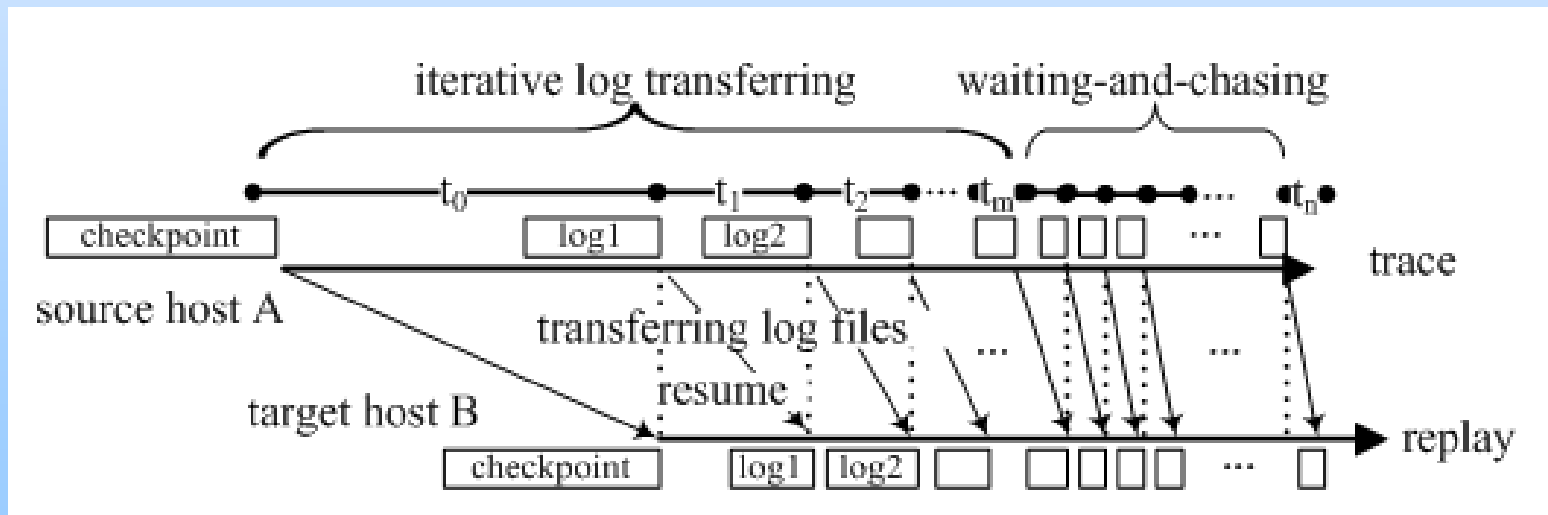 iterative log transferring
waiting-and-chasing
t₀ t₁ t₂ ... tₘ ... tₙ
checkpoint log1 log2 ...
trace
source host A
transferring log files
... ...
resume
target host B
replay
checkpoint log1 log2 ...